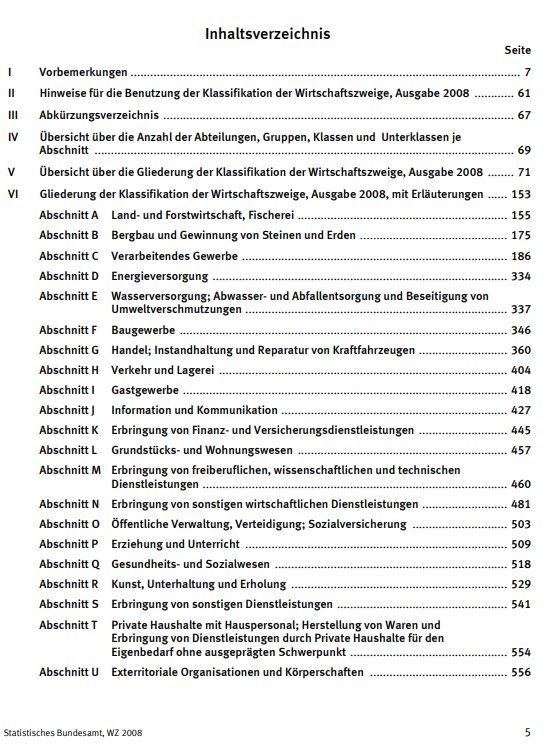 Inhaltsverzeichnis
Seite
I Vorbemerkungen ........ 7
II Hinweise für die Benutzung der Klassifikation der Wirtschaftszweige, Ausgabe 2008 ........ 61
III Abkürzungsverzeichnis ........ 67
IV Übersicht über die Anzahl der Abteilungen, Gruppen, Klassen und Unterklassen je
Abschnitt ........ 69
V Übersicht über die Gliederung der Klassifikation der Wirtschaftszweige, Ausgabe 2008 ........ 71
VI Gliederung der Klassifikation der Wirtschaftszweige, Ausgabe 2008, mit Erläuterungen ...... 153
Abschnitt A Land- und Forstwirtschaft, Fischerei ........ 155
Abschnitt B Bergbau und Gewinnung von Steinen und Erden ........ 175
Abschnitt C Verarbeitendes Gewerbe ........ 186
Abschnitt D Energieversorgung ........ 334
Abschnitt E Wasserversorgung; Abwasser- und Abfallentsorgung und Beseitigung von
Umweltverschmutzungen ........ 337
Abschnitt F Baugewerbe ........ 346
Abschnitt G Handel; Instandhaltung und Reparatur von Kraftfahrzeugen ........ 360
Abschnitt H Verkehr und Lagerei ........ 404
Abschnitt I Gastgewerbe ........ 418
Abschnitt J Information und Kommunikation ........ 427
Abschnitt K Erbringung von Finanz- und Versicherungsdienstleistungen ........ 445
Abschnitt L Grundstücks- und Wohnungswesen ........ 457
Abschnitt M Erbringung von freiberuflichen, wissenschaftlichen und technischen
Dienstleistungen ........ 460
Abschnitt N Erbringung von sonstigen wirtschaftlichen Dienstleistungen ........ 481
Abschnitt O Öffentliche Verwaltung, Verteidigung; Sozialversicherung ........ 503
Abschnitt P Erziehung und Unterricht ........ 509
Abschnitt Q Gesundheits- und Sozialwesen ........ 518
Abschnitt R Kunst, Unterhaltung und Erholung ........ 529
Abschnitt S Erbringung von sonstigen Dienstleistungen ........ 541
Abschnitt T Private Haushalte mit Hauspersonal; Herstellung von Waren und
Erbringung von Dienstleistungen durch Private Haushalte für den
Eigenbedarf ohne ausgeprägten Schwerpunkt ........ 554
Abschnitt U Exterritoriale Organisationen und Körperschaften ........ 556
Statistisches Bundesamt, WZ 2008 5